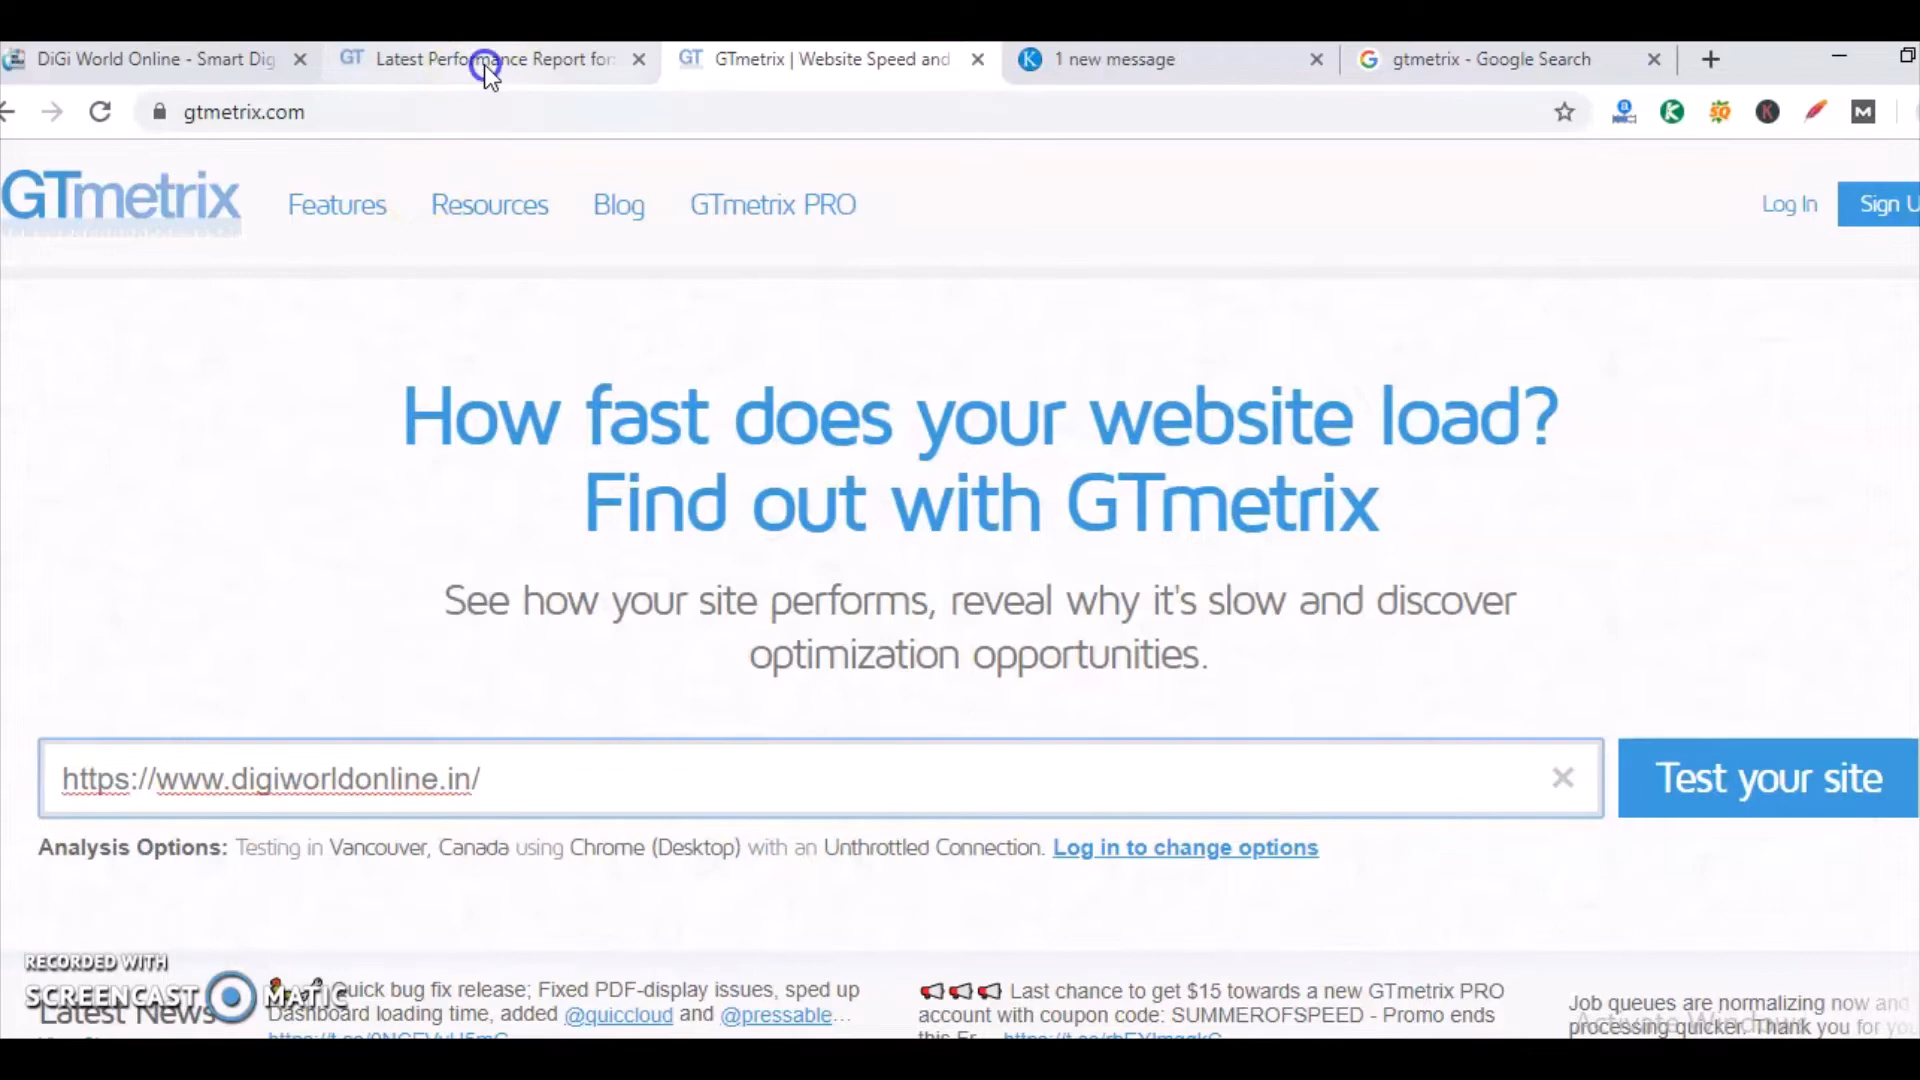 DiGi World Online - Smart Dig
GT Latest Performance Report for
GT GTmetrix | Website Speed and
K 1 new message
G gtmetrix - Google Search
gtmetrix.com
GTmetrix
Features
Resources
Blog
GTmetrix PRO
Log In
Sign U
How fast does your website load?
Find out with GTmetrix
See how your site performs, reveal why it's slow and discover
optimization opportunities.
https://www.digiworldonline.in/
Test your site
Analysis Options: Testing in Vancouver, Canada using Chrome (Desktop) with an Unthrottled Connection. Log in to change options
RECORDED WITH
SCREENCAST MATIC
Latest News
Quick bug fix release; Fixed PDF-display issues, sped up
Dashboard loading time, added @quiccloud and @pressable...
Last chance to get $15 towards a new GTmetrix PRO
account with coupon code: SUMMEROFSPEED - Promo ends
this Fr...
Job queues are normalizing now and
processing quicker. Thank you for yo
Activate Windows